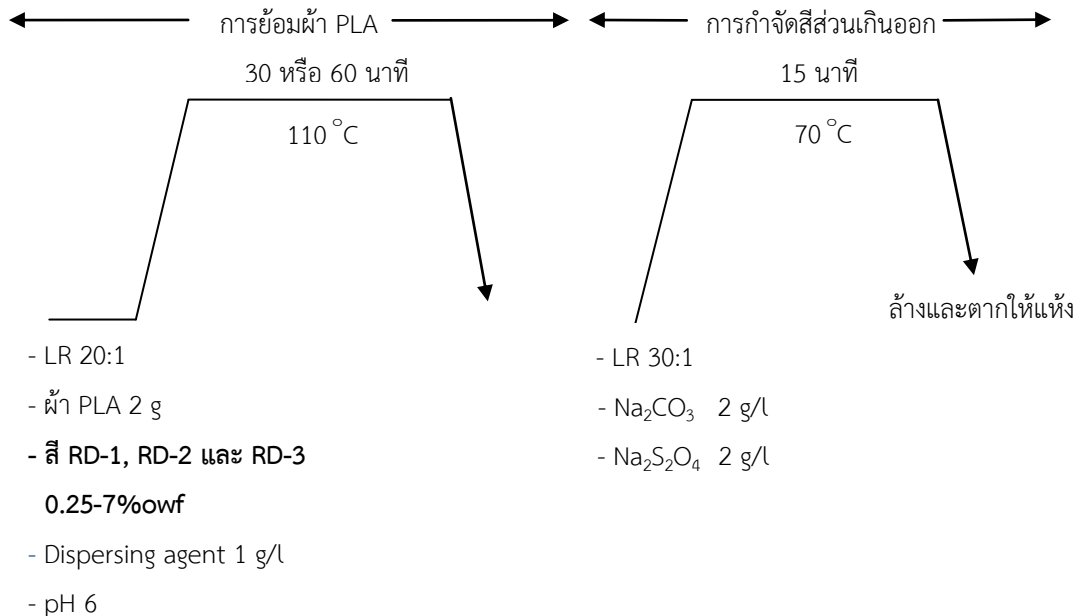 การย้อมผ้า PLA
30 หรือ 60 นาที
110 °C
- LR 20:1
- ผ้า PLA 2 g
- สี RD-1, RD-2 และ RD-3
0.25-7%owf
- Dispersing agent 1 g/l
- pH 6
การกำจัดสีส่วนเกินออก
15 นาที
70 °C
ล้างและตากให้แห้ง
- LR 30:1
- Na₂CO₃ 2 g/l
- Na₂S₂O₄ 2 g/l